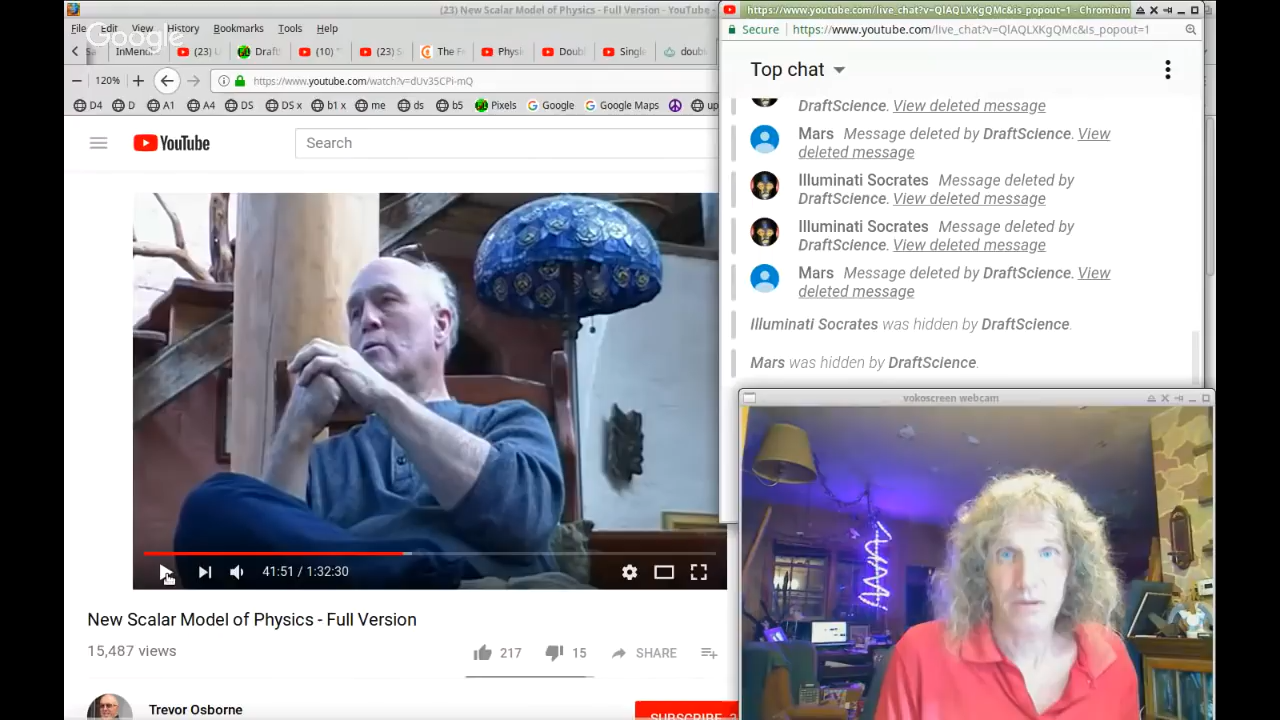 (23) New Scalar Model of Physics - Full Version - YouTube -
File Edit View History Bookmarks Tools Help
Google
InMend (23) Drafts (10) (23) S The F Physi Doubl Single doubl
120% https://www.youtube.com/watch?v=dUv35CPi-mQ
D4 D A1 A4 DS DS x b1 x me ds b5 Pixels Google Google Maps up
YouTube
Search
41:51 / 1:32:30
New Scalar Model of Physics - Full Version
15,487 views
217 15 SHARE
Trevor Osborne
SUBSCRIBE
https://www.youtube.com/live_chat?v=QIAQLXKgQMc&is_popout=1 - Chromium
Secure https://www.youtube.com/live_chat?v=QIAQLXKgQMc&is_popout=1
Top chat
DraftScience. View deleted message
Mars Message deleted by DraftScience. View
deleted message
Illuminati Socrates Message deleted by
DraftScience. View deleted message
Illuminati Socrates Message deleted by
DraftScience. View deleted message
Mars Message deleted by DraftScience. View
deleted message
Illuminati Socrates was hidden by DraftScience.
Mars was hidden by DraftScience.
vokoscreen webcam